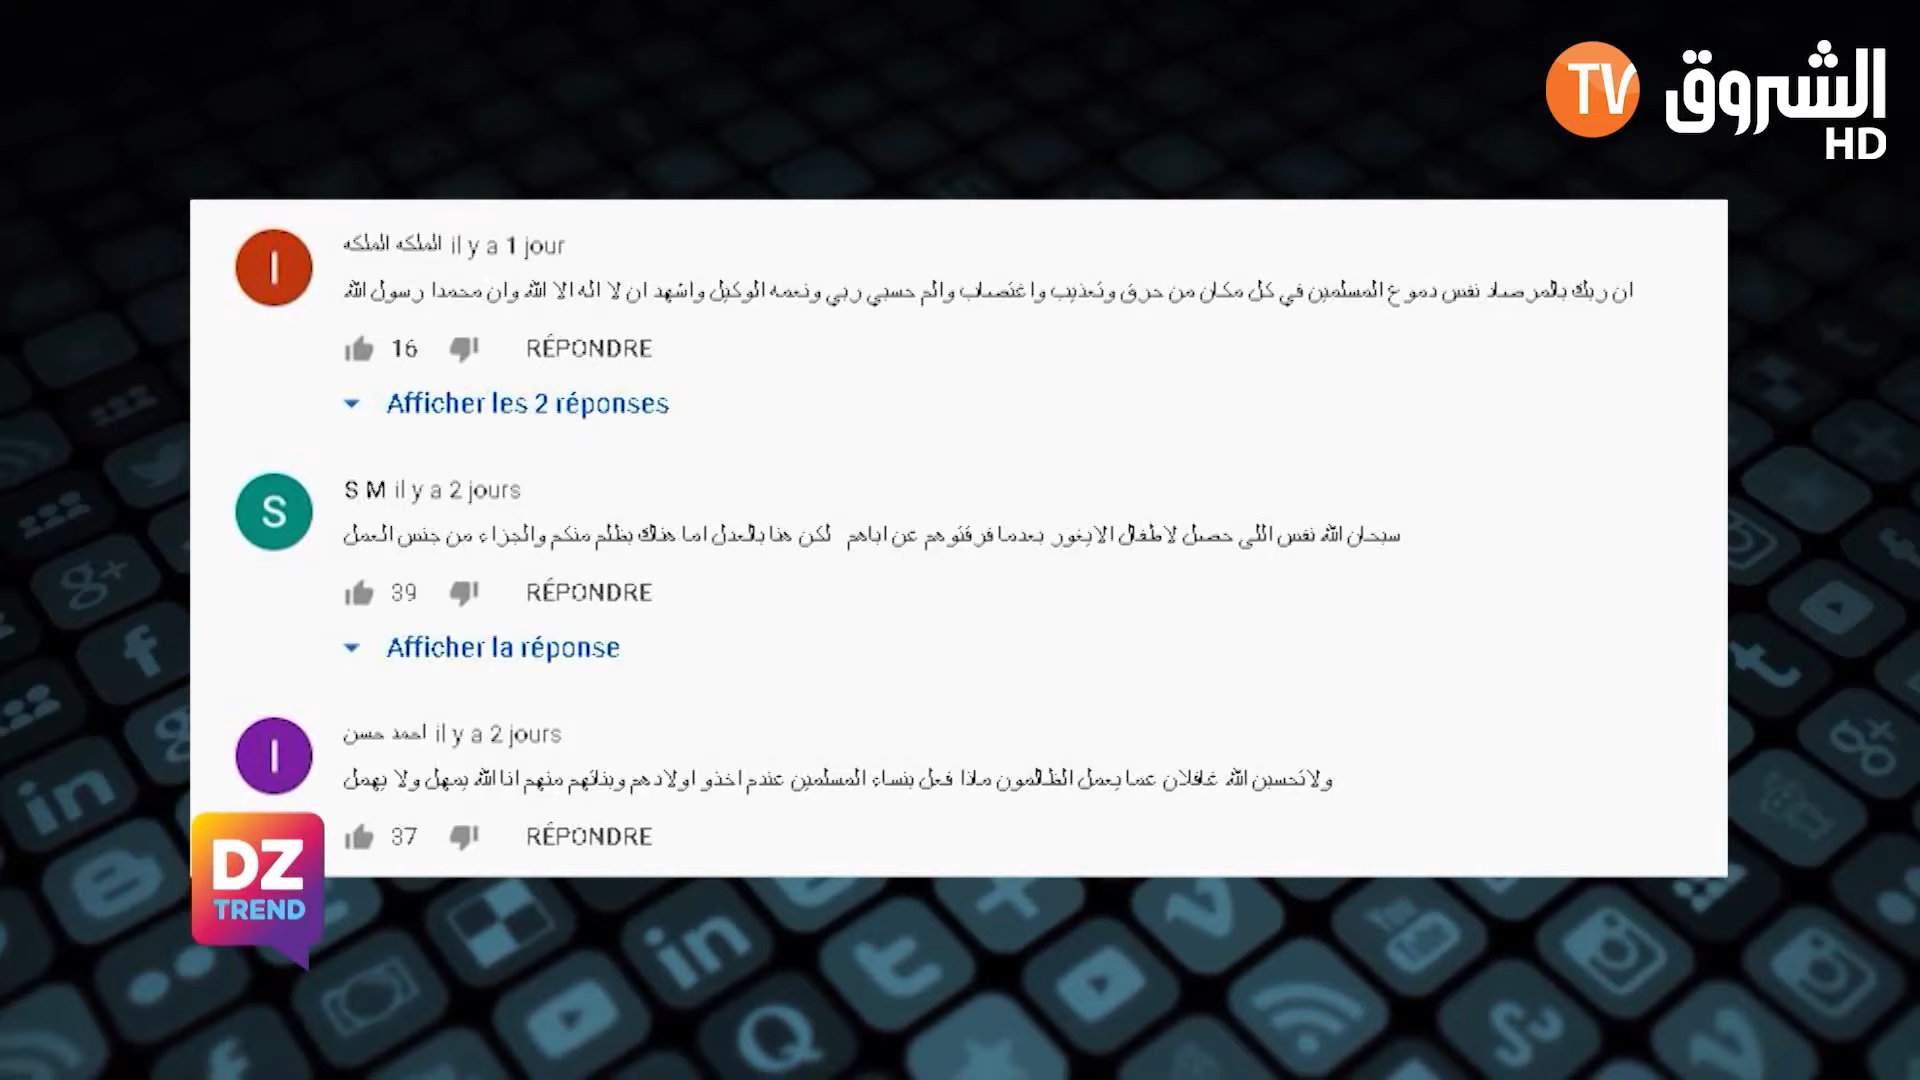 TV الشروق
HD
I
الملكه الملكه il y a 1 jour
ان ربك بالمرصاد نفس دموع المسلمين في كل مكان من حرق وتعذيب واغتصاب والم حسبي ربي ونعمه الوكيل واشهد ان لا اله الا الله وان محمدا رسول الله
16 RÉPONDRE
Afficher les 2 réponses
S
S M il y a 2 jours
سبحان الله نفس اللى حصل لاطفال الايغور بعدما فرقتوهم عن اباهم لكن هنا بالعدل اما هناك بظلم منكم والجزاء من جنس العمل
39 RÉPONDRE
Afficher la réponse
I
احمد حسن il y a 2 jours
ولاتحسبن الله غافلان عما يعمل الظالمون ماذا فعل بنساء المسلمين عندم اخذو اولادهم وبناتهم منهم انا الله يمهل ولا يهمل
37 RÉPONDRE
DZ
TREND